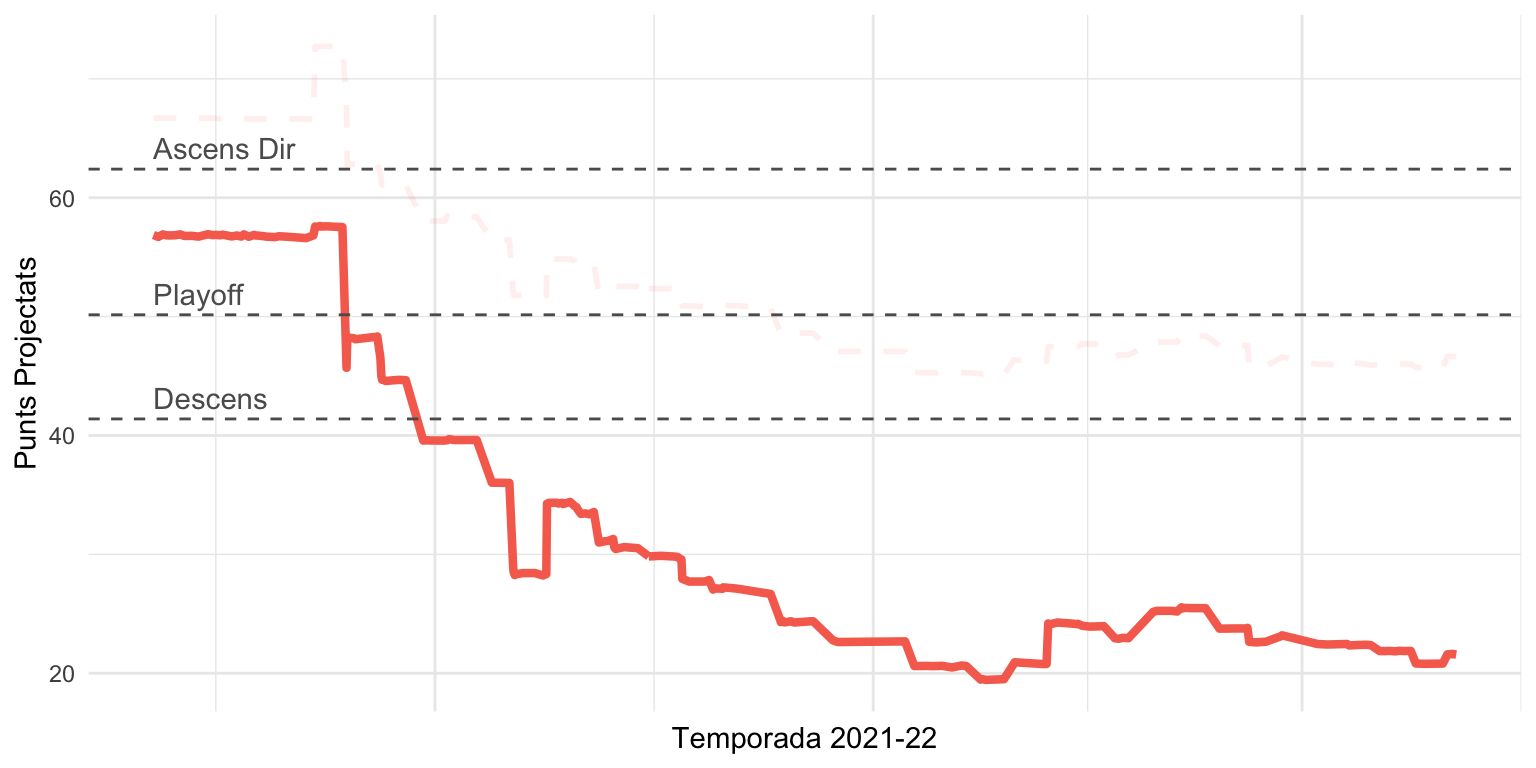 Ascens Dir
60
Playoff
Descens
40
20
Punts Projectats
Temporada 2021-22